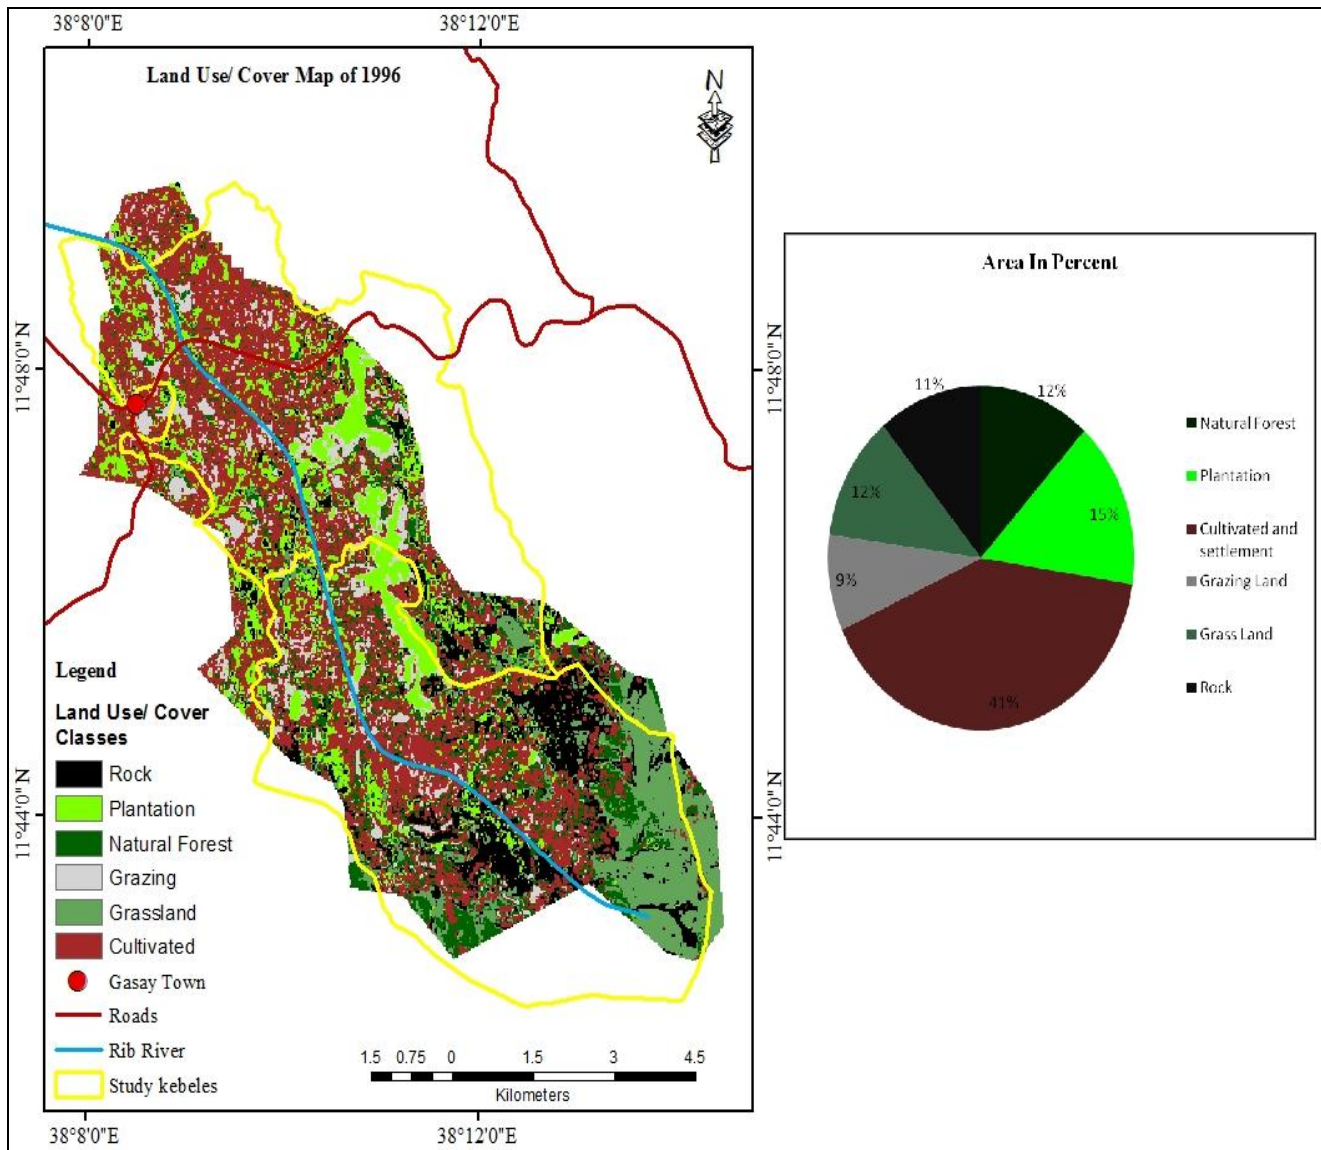 38°8'0"E
38°12'0"E
Land Use/ Cover Map of 1996
N
11°48'0" N
11°48'0" N
11°44'0" N
11°44'0" N
Legend
Land Use/ Cover
Classes
Rock
Plantation
Natural Forest
Grazing
Grassland
Cultivated
Gasay Town
Roads
Rib River
Study kebeles
1.5 0.75 0 1.5 3 4.5
Kilometers
38°8'0"E
38°12'0"E
Area In Percent
11%
12%
12%
15%
9%
41%
Natural Forest
Plantation
Cultivated and
settlement
Grazing Land
Grass Land
Rock